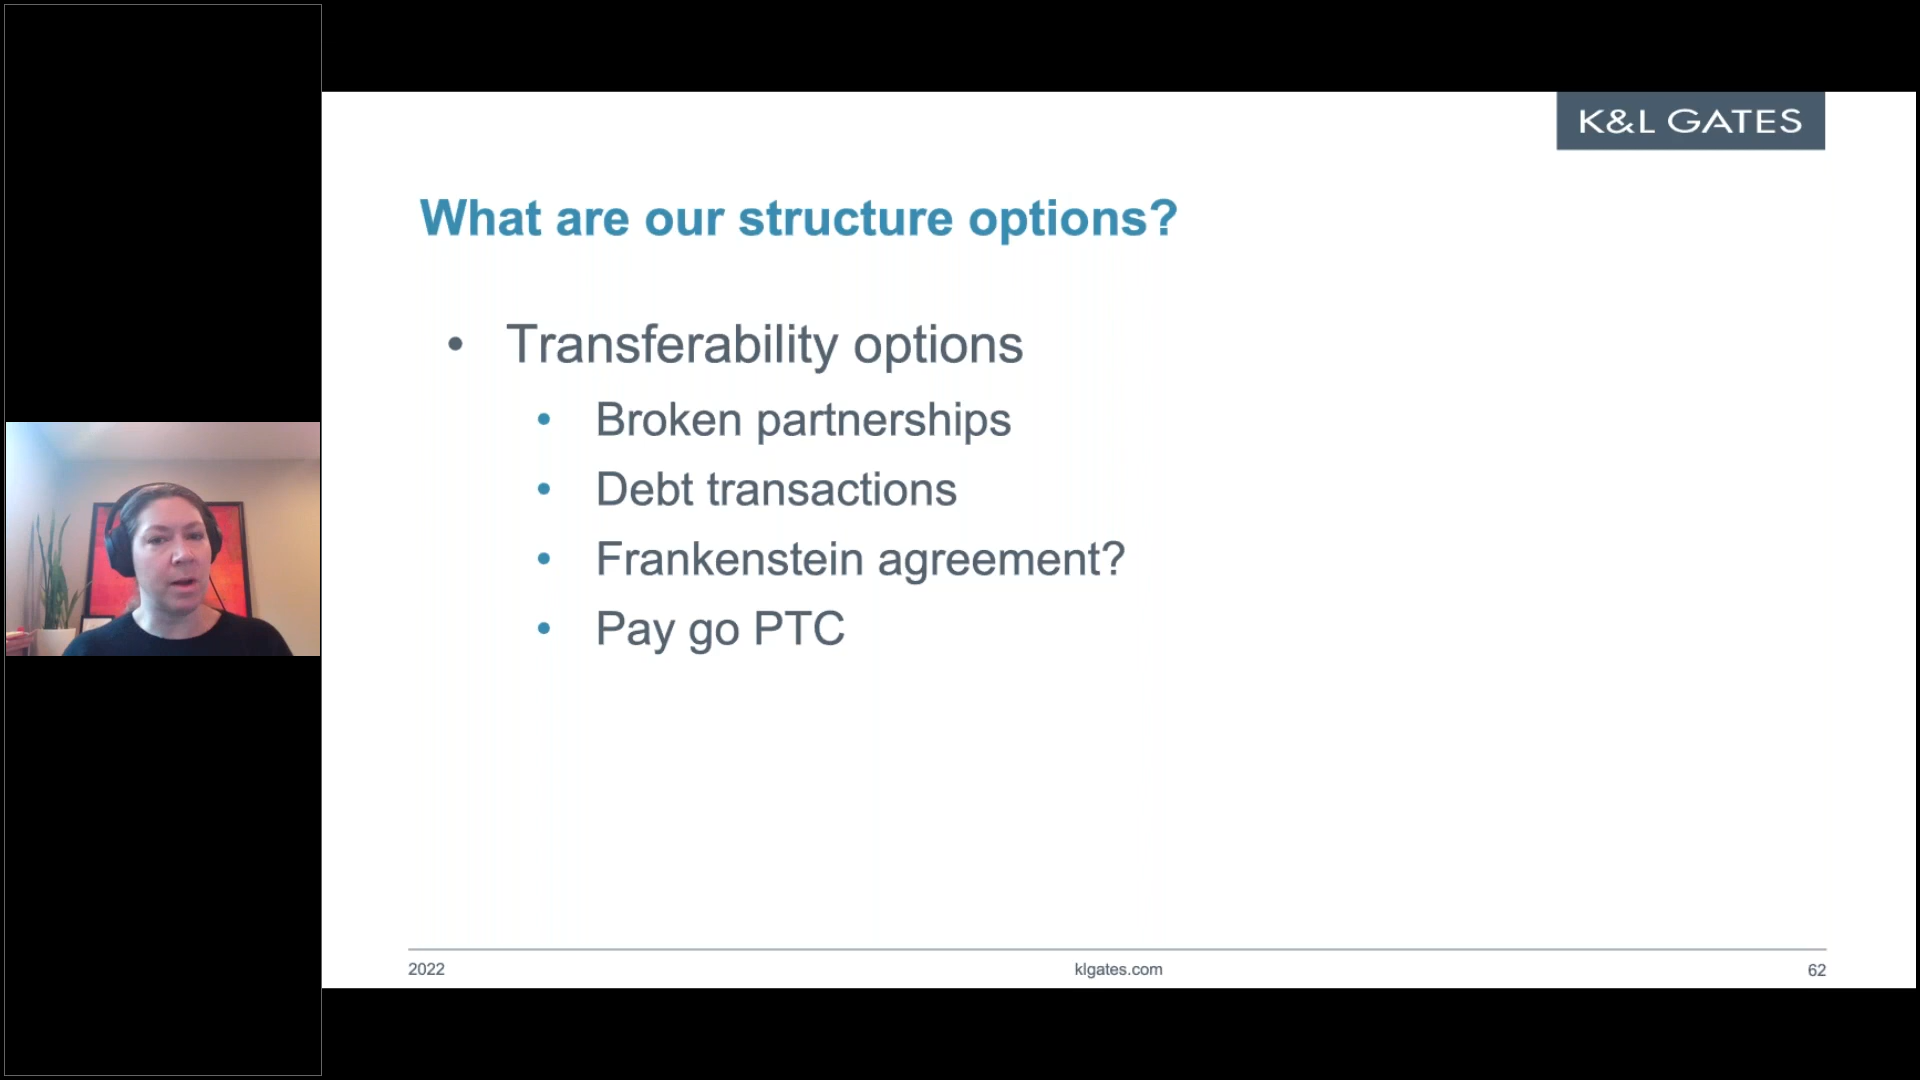 K&L GATES
What are our structure options?
• Transferability options
• Broken partnerships
• Debt transactions
• Frankenstein agreement?
• Pay go PTC
2022
klgates.com
62